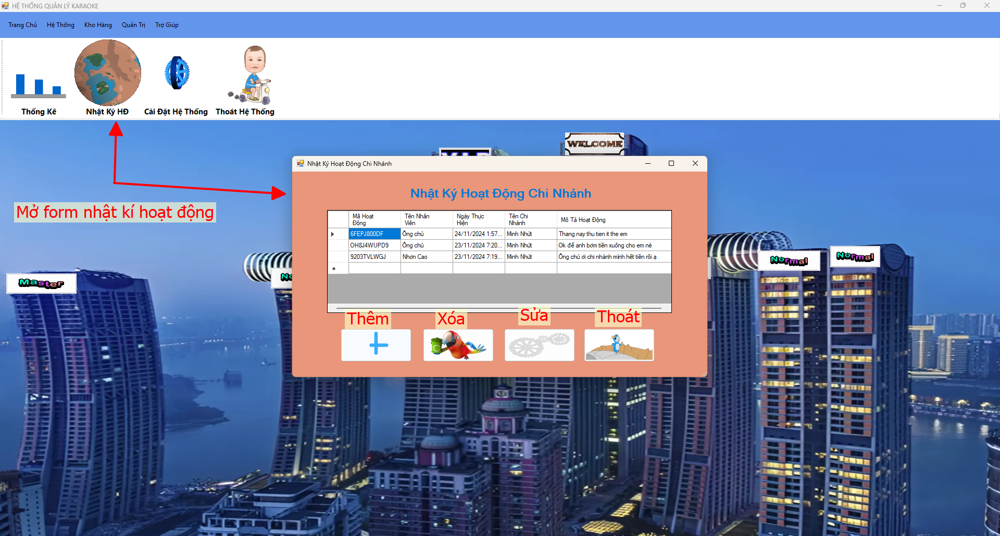 HỆ THỐNG QUẢN LÝ KARAOKE
Trang Chủ Hệ Thống Kho Hàng Quản Trị Trợ Giúp
Thống Kê Nhật Ký HĐ Cài Đặt Hệ Thống Thoát Hệ Thống
WELCOME
Nhật Ký Hoạt Động Chi Nhánh
Nhật Ký Hoạt Động Chi Nhánh
Mở form nhật kí hoạt động
Mã Hoạt Động Tên Nhân Viên Ngày Thực Hiện Tên Chi Nhánh Mô Tả Hoạt Động
6FEPJ800DF Ông chủ 24/11/2024 1:57... Minh Nhứt Thang nay thu tien it the em
OH8J4WUPD9 Ông chủ 23/11/2024 7:20... Minh Nhứt Ok để anh bơm tiền xuống cho em nè
9203TVLWGJ Nhơn Cao 23/11/2024 7:19... Minh Nhứt Ông chủ ơi chi nhánh mình hết tiền rồi ạ
Master
No
Normal
Normal
Thêm Xóa Sửa Thoát